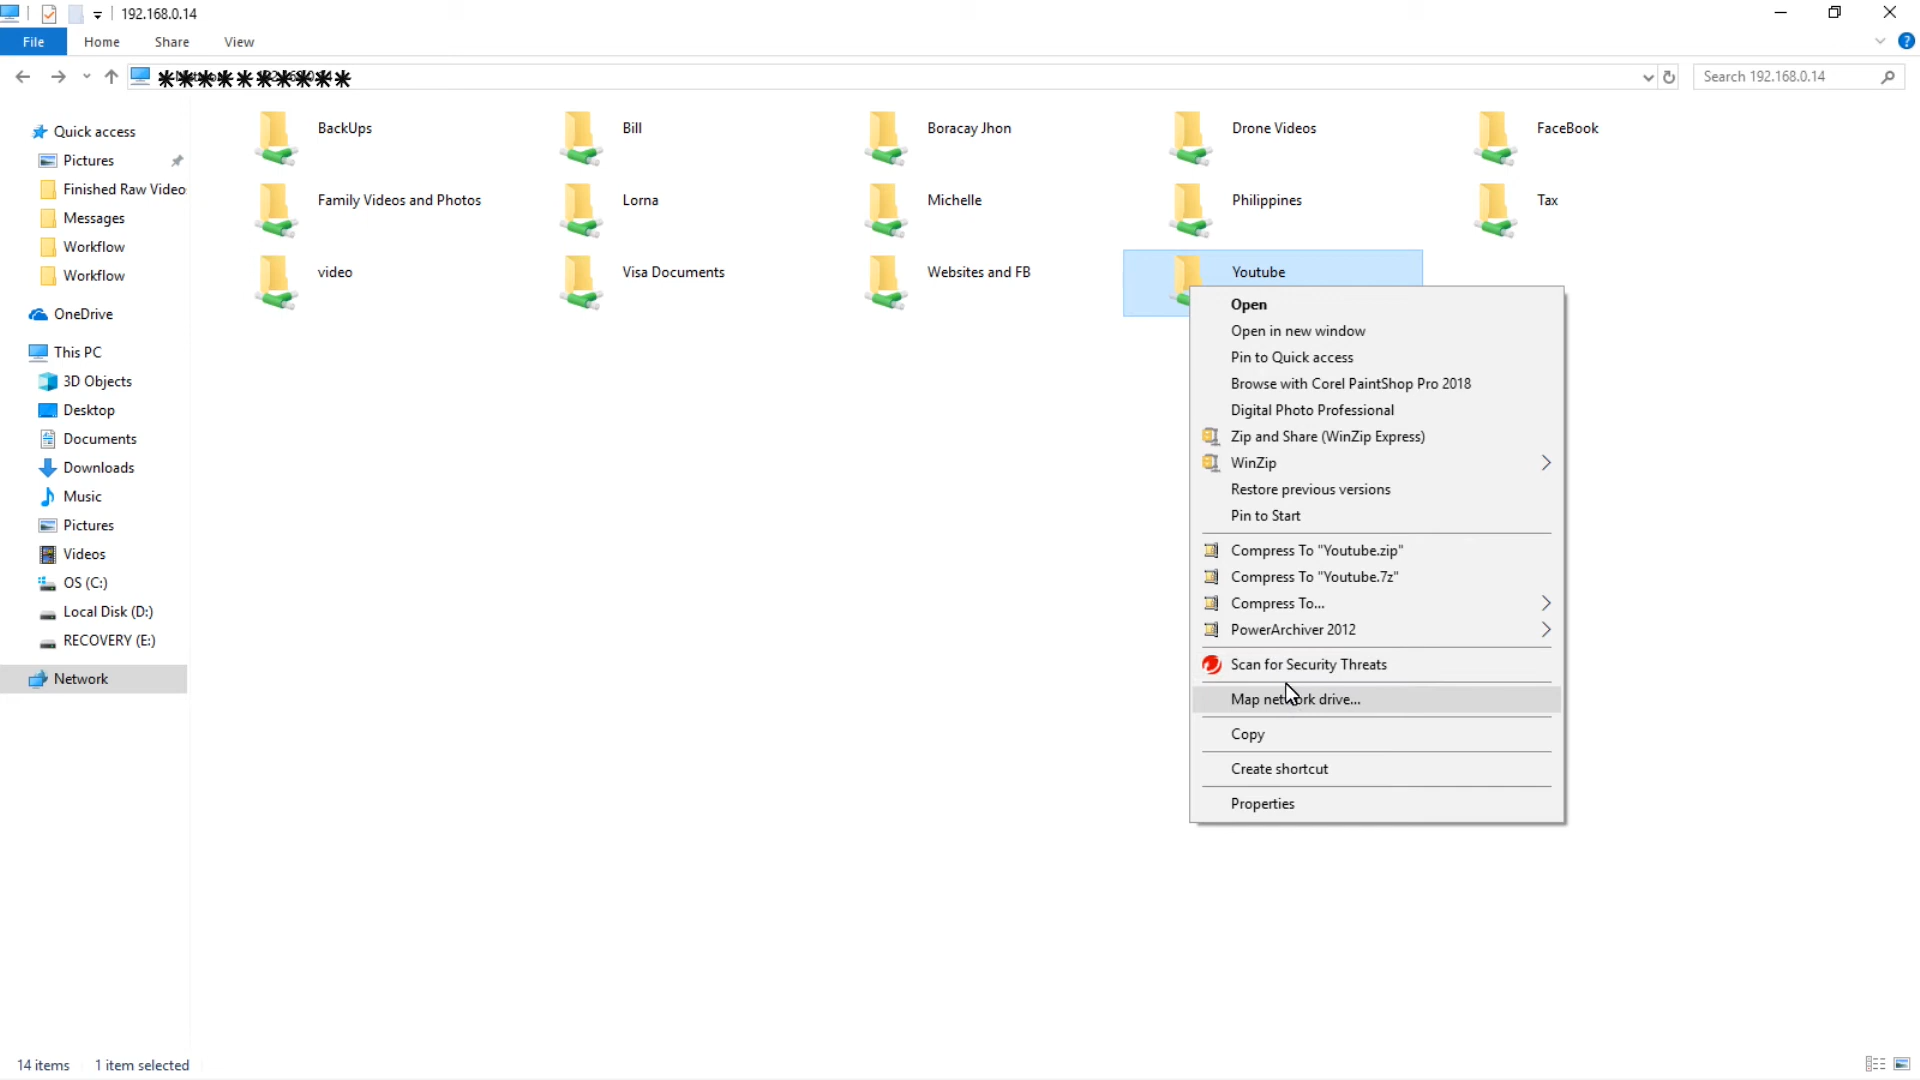 192.168.0.14
File Home Share View
Search 192.168.0.14
Quick access
Pictures
Finished Raw Video
Messages
Workflow
Workflow
OneDrive
This PC
3D Objects
Desktop
Documents
Downloads
Music
Pictures
Videos
OS (C:)
Local Disk (D:)
RECOVERY (E:)
Network
BackUps Bill Boracay Jhon Drone Videos FaceBook
Family Videos and Photos Lorna Michelle Philippines Tax
video Visa Documents Websites and FB Youtube
Open
Open in new window
Pin to Quick access
Browse with Corel PaintShop Pro 2018
Digital Photo Professional
Zip and Share (WinZip Express)
WinZip
Restore previous versions
Pin to Start
Compress To "Youtube.zip"
Compress To "Youtube.7z"
Compress To...
PowerArchiver 2012
Scan for Security Threats
Map network drive...
Copy
Create shortcut
Properties
14 items 1 item selected